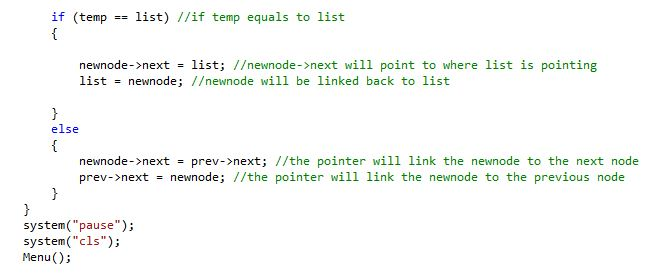 if (temp == list) //if temp equals to list
{
newnode->next = list; //newnode->next will point to where list is pointing
list = newnode; //newnode will be linked back to list
}
else
{
newnode->next = prev->next; //the pointer will link the newnode to the next node
prev->next = newnode; //the pointer will link the newnode to the previous node
}
}
system("pause");
system("cls");
Menu();